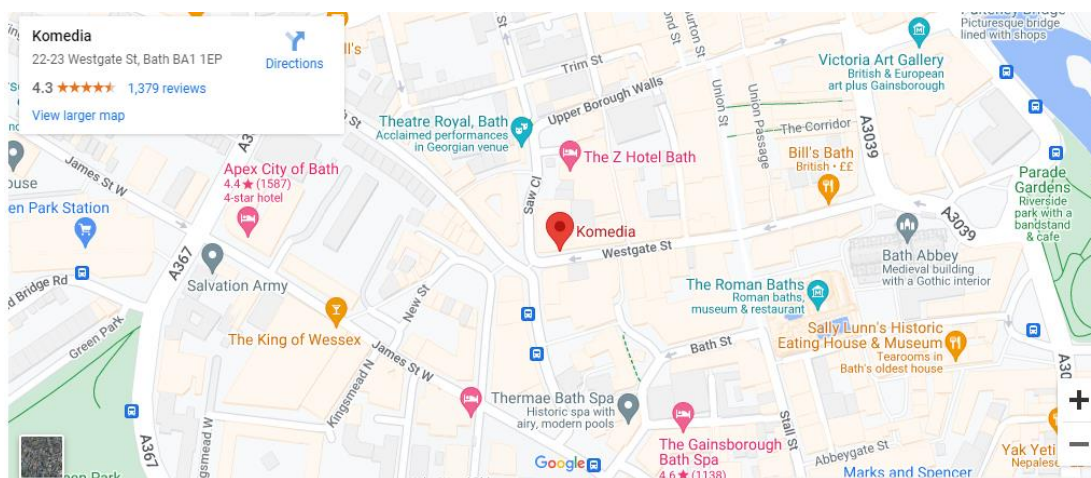 Komedia
22-23 Westgate St, Bath BA1 1EP
Directions
4.3
1,379 reviews
View larger map
Bill's
Trim St
Upper Borough Walls
Theatre Royal, Bath
Acclaimed performances
in Georgian venue
The Z Hotel Bath
Saw Cl
Komedia
Westgate St
Union St
Union Passage
The Corridor
Victoria Art Gallery
British & European
art plus Gainsborough
Picturesque bridge
lined with shops
A3039
Bill's Bath
British · ££
A3039
Parade
Gardens
Riverside
park with a
bandstand
& cafe
Bath Abbey
Medieval building
with a Gothic interior
The Roman Baths
Roman baths,
museum & restaurant
Sally Lunn's Historic
Eating House & Museum
Tearooms in
Bath's oldest house
Bath St
Stall St
Abbeygate St
Marks and Spencer
Yak Yeti
Nepalese
Apex City of Bath
4.4 ★ (1587)
4-star hotel
James St W
en Park Station
A367
Salvation Army
d Bridge Rd
Green Park
The King of Wessex
New St
James St W
Kingsmead N
gsmead W
A367
en Park
Thermae Bath Spa
Historic spa with
airy, modern pools
The Gainsborough
Bath Spa
4.6 ★ (1138)
Google
+
−